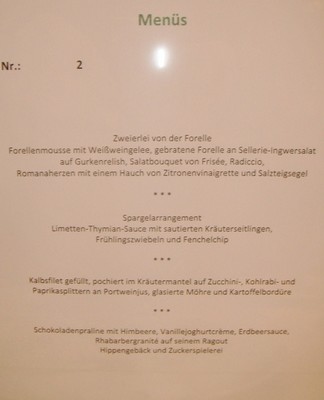 Menüs
Nr.: 2
Zweierlei von der Forelle
Forellenmousse mit Weißweingelee, gebratene Forelle an Sellerie-Ingwersalat
auf Gurkenrelish, Salatbouquet von Frisée, Radiccio,
Romanaherzen mit einem Hauch von Zitronenvinaigrette und Salzteigsegel
* * *
Spargelarrangement
Limetten-Thymian-Sauce mit sautierten Kräuterseitlingen,
Frühlingszwiebeln und Fenchelchip
* * *
Kalbsfilet gefüllt, pochiert im Kräutermantel auf Zucchini-, Kohlrabi- und
Paprikasplittern an Portweinjus, glasierte Möhre und Kartoffelbordüre
* * *
Schokoladenpraline mit Himbeere, Vanillejoghurtcrème, Erdbeersauce,
Rhabarbergranité auf seinem Ragout
Hippengebäck und Zuckerspielerei